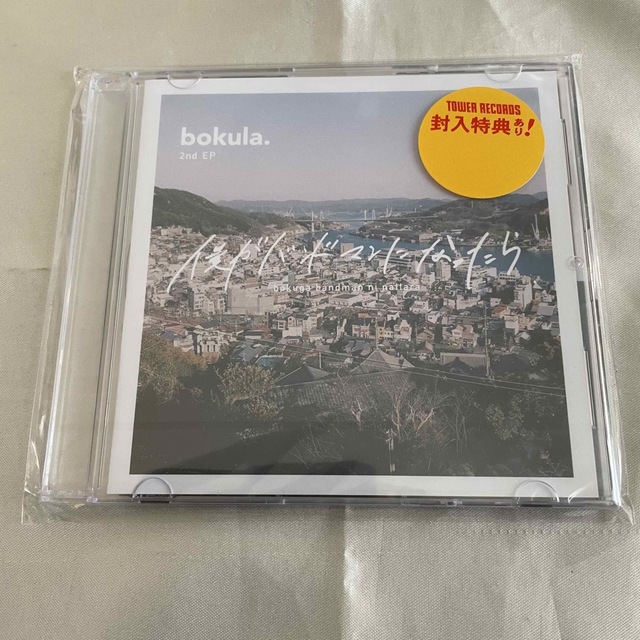 bokula.
2nd EP
TOWER RECORDS
封入特典あり!
僕がバンドマンになったら
bokuga bandman ni nattara